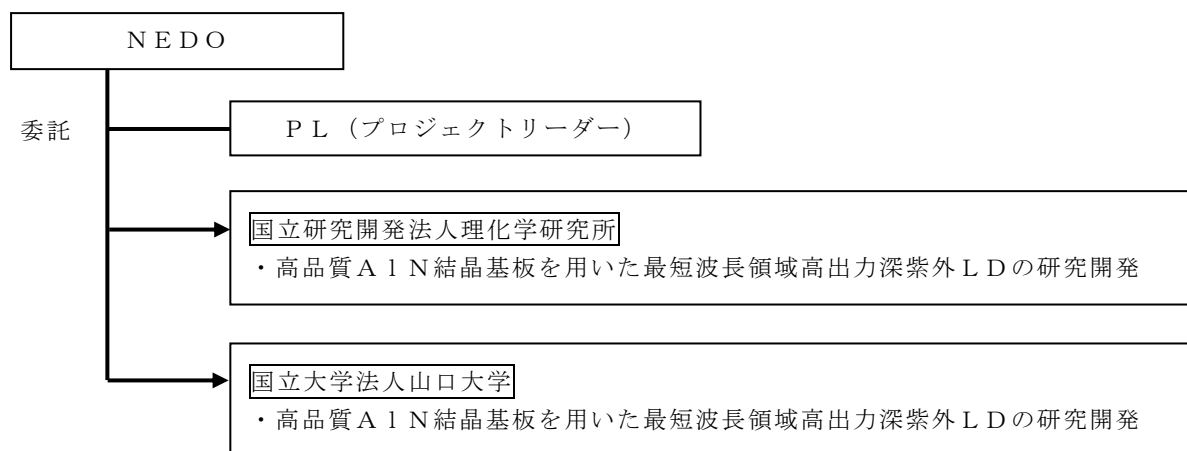 ＮＥＤＯ
委託
ＰＬ（プロジェクトリーダー）
国立研究開発法人理化学研究所
・高品質ＡｌＮ結晶基板を用いた最短波長領域高出力深紫外ＬＤの研究開発
国立大学法人山口大学
・高品質ＡｌＮ結晶基板を用いた最短波長領域高出力深紫外ＬＤの研究開発